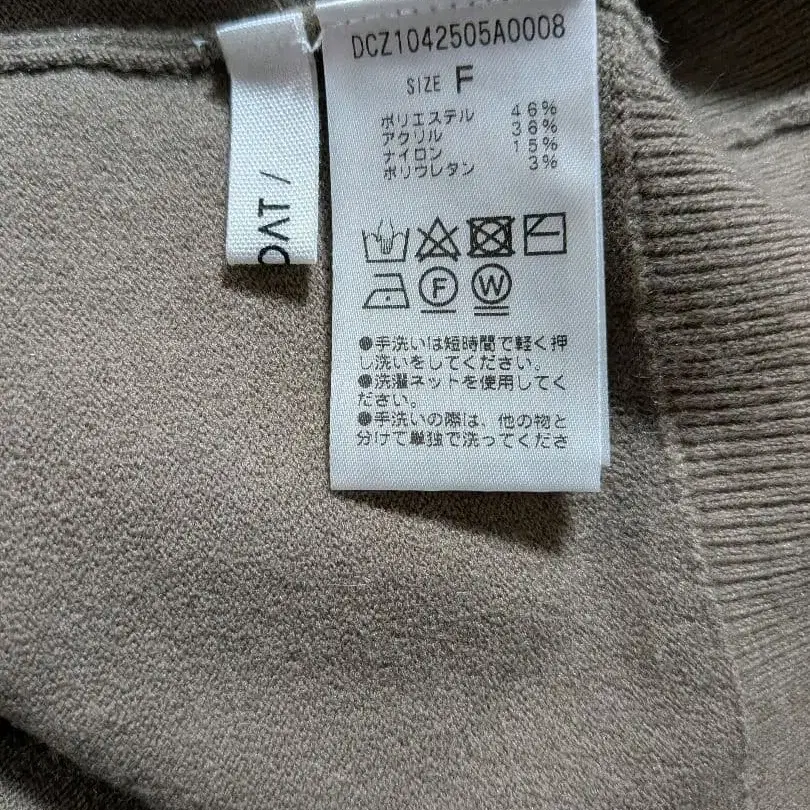 DCZ1042505A0008
SIZE F
ポリエステル 46%
アクリル 36%
ナイロン 15%
ポリウレタン 3%
F W
●手洗いは短時間で軽く押
し洗いをしてください。
●洗濯ネットを使用してく
ださい。
●手洗いの際は、他の物と
分けて単独で洗ってくださ
OAT /